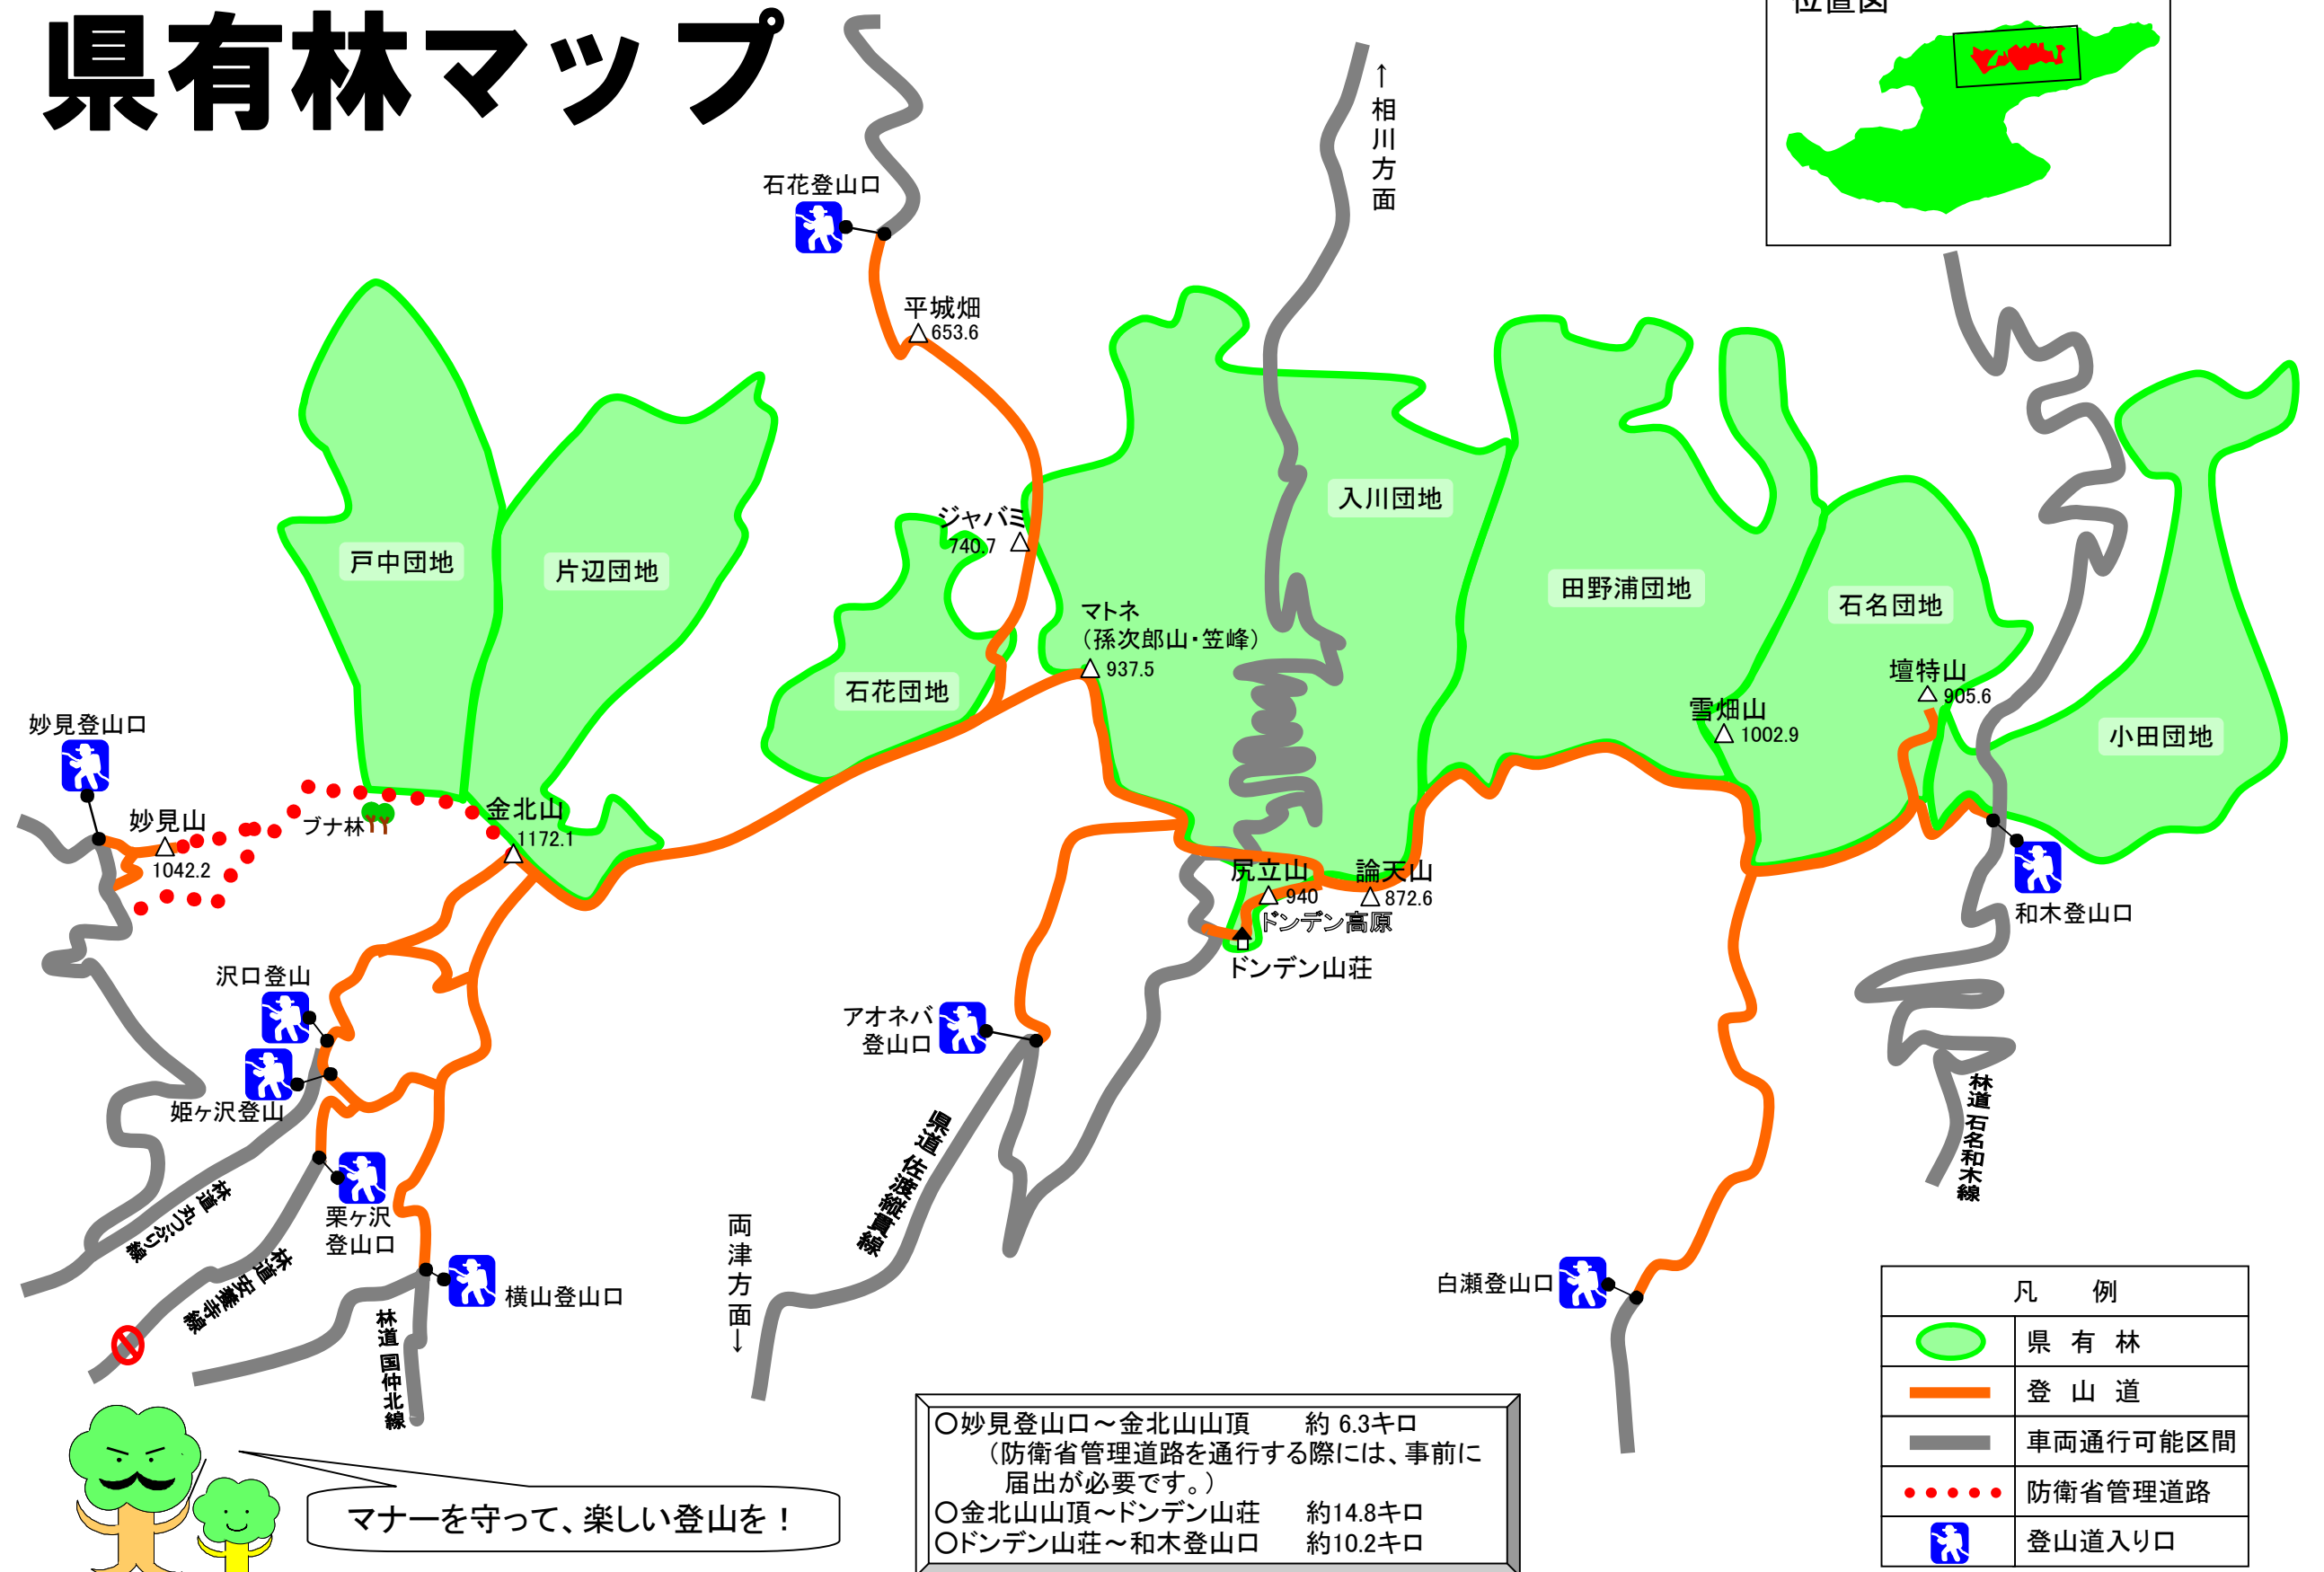 県有林マップ
位置図
↑相川方面
石花登山口
平城畑
653.6
ジャバミ
740.7
入川団地
戸中団地
片辺団地
田野浦団地
石名団地
マトネ
（孫次郎山・笠峰）
937.5
石花団地
壇特山
905.6
雪畑山
1002.9
小田団地
妙見登山口
妙見山
1042.2
ブナ林
金北山
1172.1
尻立山
940
論天山
872.6
ドンデン高原
ドンデン山荘
和木登山口
沢口登山
姫ヶ沢登山
アオネバ
登山口
林道 石名和木線
県道 佐渡縦貫線
林道 丸つぶり線
林道 安養寺線
栗ヶ沢
登山口
横山登山口
林道 国仲北線
両津方面↓
白瀬登山口
凡　例
県有林
登山道
車両通行可能区間
防衛省管理道路
登山道入り口
○妙見登山口～金北山山頂　約 6.3キロ
（防衛省管理道路を通行する際には、事前に
届出が必要です。）
○金北山山頂～ドンデン山荘　約14.8キロ
○ドンデン山荘～和木登山口　約10.2キロ
マナーを守って、楽しい登山を！